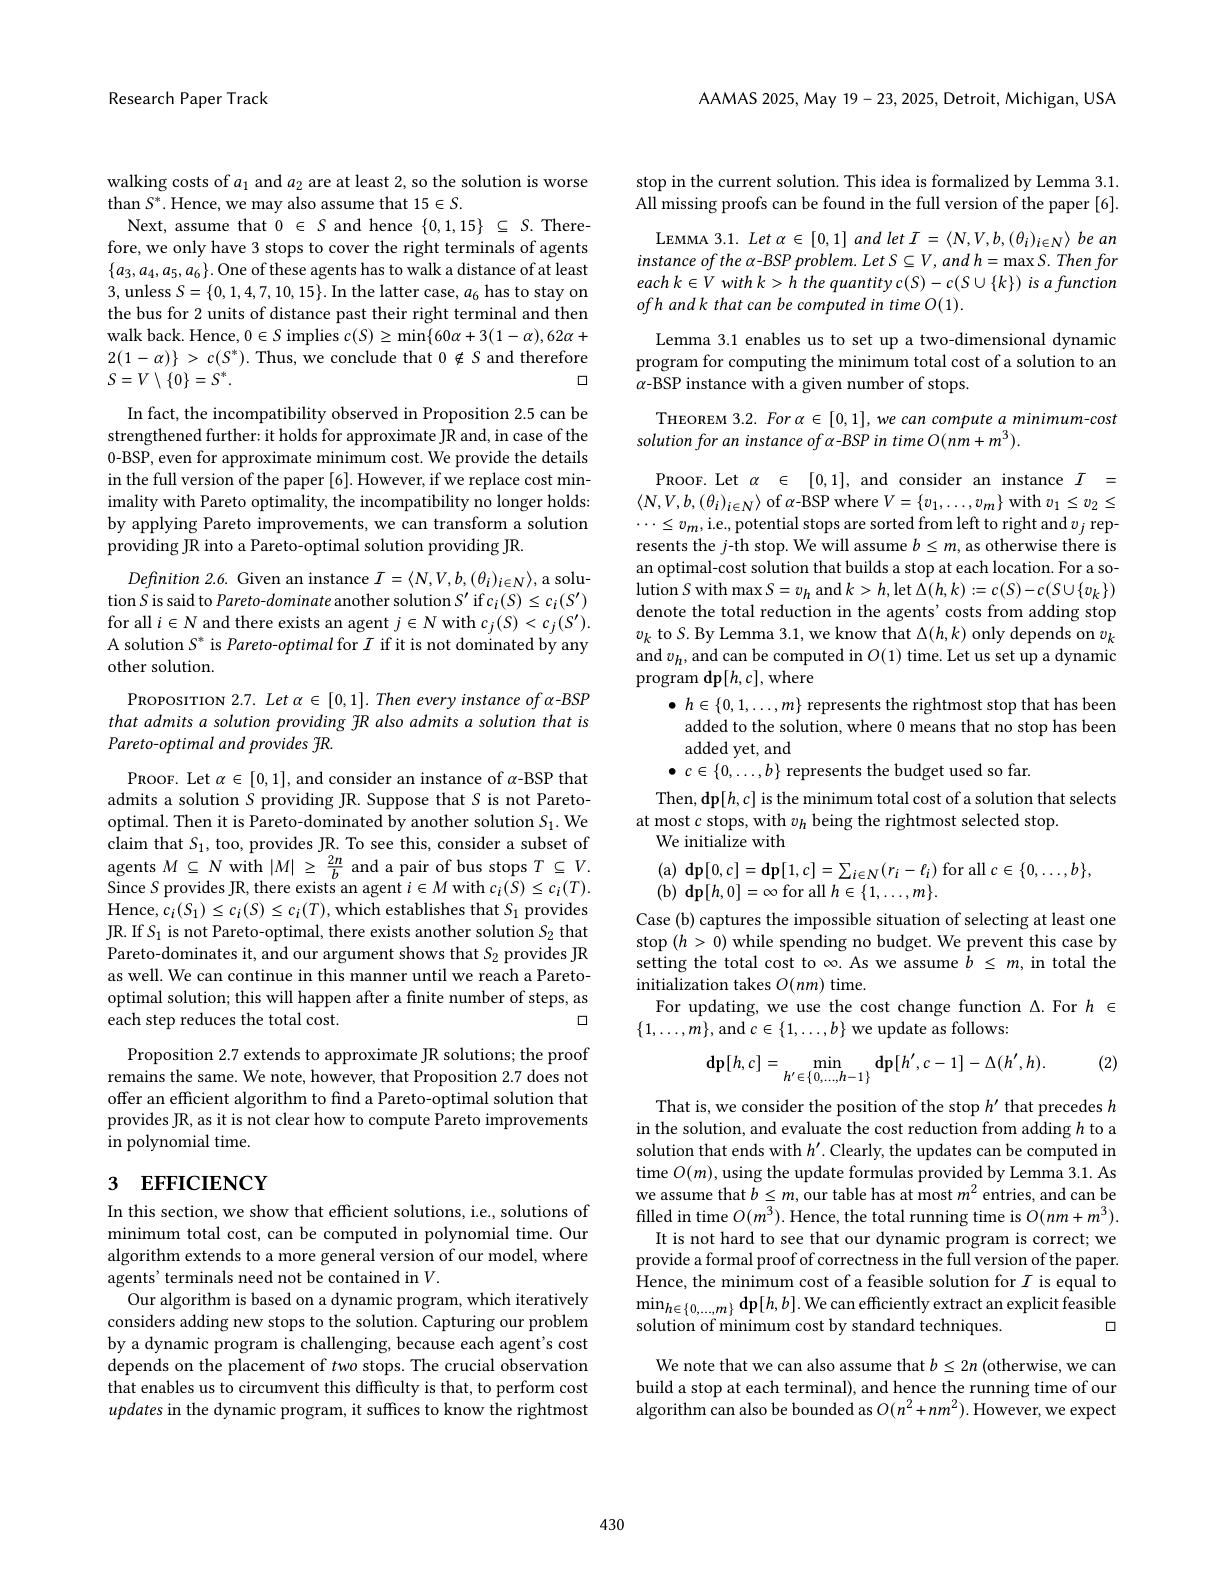 Research Paper Track
AAMAS 2025, May 19 – 23, 2025, Detroit, Michigan, USA
walking costs of a₁ and a₂ are at least 2, so the solution is worse
than S*. Hence, we may also assume that 15 ∈ S.
Next, assume that 0 ∈ S and hence {0, 1, 15} ⊆ S. There-
fore, we only have 3 stops to cover the right terminals of agents
{a₃, a₄, a₅, a₆}. One of these agents has to walk a distance of at least
3, unless S = {0, 1, 4, 7, 10, 15}. In the latter case, a₆ has to stay on
the bus for 2 units of distance past their right terminal and then
walk back. Hence, 0 ∈ S implies c(S) ≥ min{60α + 3(1 − α), 62α +
2(1 − α)} > c(S*). Thus, we conclude that 0 ∉ S and therefore
S = V \ {0} = S*. □
In fact, the incompatibility observed in Proposition 2.5 can be
strengthened further: it holds for approximate JR and, in case of the
0-BSP, even for approximate minimum cost. We provide the details
in the full version of the paper [6]. However, if we replace cost min-
imality with Pareto optimality, the incompatibility no longer holds:
by applying Pareto improvements, we can transform a solution
providing JR into a Pareto-optimal solution providing JR.
Definition 2.6. Given an instance I = ⟨N, V, b, (θᵢ)ᵢ∈N⟩, a solu-
tion S is said to Pareto-dominate another solution S′ if cᵢ(S) ≤ cᵢ(S′)
for all i ∈ N and there exists an agent j ∈ N with cⱼ(S) < cⱼ(S′).
A solution S* is Pareto-optimal for I if it is not dominated by any
other solution.
Proposition 2.7. Let α ∈ [0, 1]. Then every instance of α-BSP
that admits a solution providing JR also admits a solution that is
Pareto-optimal and provides JR.
Proof. Let α ∈ [0, 1], and consider an instance of α-BSP that
admits a solution S providing JR. Suppose that S is not Pareto-
optimal. Then it is Pareto-dominated by another solution S₁. We
claim that S₁, too, provides JR. To see this, consider a subset of
agents M ⊆ N with |M| ≥ 2n/b and a pair of bus stops T ⊆ V.
Since S provides JR, there exists an agent i ∈ M with cᵢ(S) ≤ cᵢ(T).
Hence, cᵢ(S₁) ≤ cᵢ(S) ≤ cᵢ(T), which establishes that S₁ provides
JR. If S₁ is not Pareto-optimal, there exists another solution S₂ that
Pareto-dominates it, and our argument shows that S₂ provides JR
as well. We can continue in this manner until we reach a Pareto-
optimal solution; this will happen after a finite number of steps, as
each step reduces the total cost. □
Proposition 2.7 extends to approximate JR solutions; the proof
remains the same. We note, however, that Proposition 2.7 does not
offer an efficient algorithm to find a Pareto-optimal solution that
provides JR, as it is not clear how to compute Pareto improvements
in polynomial time.
3 EFFICIENCY
In this section, we show that efficient solutions, i.e., solutions of
minimum total cost, can be computed in polynomial time. Our
algorithm extends to a more general version of our model, where
agents' terminals need not be contained in V.
Our algorithm is based on a dynamic program, which iteratively
considers adding new stops to the solution. Capturing our problem
by a dynamic program is challenging, because each agent's cost
depends on the placement of two stops. The crucial observation
that enables us to circumvent this difficulty is that, to perform cost
updates in the dynamic program, it suffices to know the rightmost
stop in the current solution. This idea is formalized by Lemma 3.1.
All missing proofs can be found in the full version of the paper [6].
Lemma 3.1. Let α ∈ [0, 1] and let I = ⟨N, V, b, (θᵢ)ᵢ∈N⟩ be an
instance of the α-BSP problem. Let S ⊆ V, and h = max S. Then for
each k ∈ V with k > h the quantity c(S) − c(S ∪ {k}) is a function
of h and k that can be computed in time O(1).
Lemma 3.1 enables us to set up a two-dimensional dynamic
program for computing the minimum total cost of a solution to an
α-BSP instance with a given number of stops.
Theorem 3.2. For α ∈ [0, 1], we can compute a minimum-cost
solution for an instance of α-BSP in time O(nm + m³).
Proof. Let α ∈ [0, 1], and consider an instance I =
⟨N, V, b, (θᵢ)ᵢ∈N⟩ of α-BSP where V = {v₁, . . . , vₘ} with v₁ ≤ v₂ ≤
· · · ≤ vₘ, i.e., potential stops are sorted from left to right and vⱼ rep-
resents the j-th stop. We will assume b ≤ m, as otherwise there is
an optimal-cost solution that builds a stop at each location. For a so-
lution S with max S = vₕ and k > h, let Δ(h, k) := c(S) − c(S∪{vₖ})
denote the total reduction in the agents' costs from adding stop
vₖ to S. By Lemma 3.1, we know that Δ(h, k) only depends on vₖ
and vₕ, and can be computed in O(1) time. Let us set up a dynamic
program dp[h, c], where
• h ∈ {0, 1, . . . , m} represents the rightmost stop that has been
added to the solution, where 0 means that no stop has been
added yet, and
• c ∈ {0, . . . , b} represents the budget used so far.
Then, dp[h, c] is the minimum total cost of a solution that selects
at most c stops, with vₕ being the rightmost selected stop.
We initialize with
(a) dp[0, c] = dp[1, c] = ∑ᵢ∈N(rᵢ − ℓᵢ) for all c ∈ {0, . . . , b},
(b) dp[h, 0] = ∞ for all h ∈ {1, . . . , m}.
Case (b) captures the impossible situation of selecting at least one
stop (h > 0) while spending no budget. We prevent this case by
setting the total cost to ∞. As we assume b ≤ m, in total the
initialization takes O(nm) time.
For updating, we use the cost change function Δ. For h ∈
{1, . . . , m}, and c ∈ {1, . . . , b} we update as follows:
dp[h, c] = min h′∈{0,...,h−1} dp[h′, c − 1] − Δ(h′, h). (2)
That is, we consider the position of the stop h′ that precedes h
in the solution, and evaluate the cost reduction from adding h to a
solution that ends with h′. Clearly, the updates can be computed in
time O(m), using the update formulas provided by Lemma 3.1. As
we assume that b ≤ m, our table has at most m² entries, and can be
filled in time O(m³). Hence, the total running time is O(nm + m³).
It is not hard to see that our dynamic program is correct; we
provide a formal proof of correctness in the full version of the paper.
Hence, the minimum cost of a feasible solution for I is equal to
min h∈{0,...,m} dp[h, b]. We can efficiently extract an explicit feasible
solution of minimum cost by standard techniques. □
We note that we can also assume that b ≤ 2n (otherwise, we can
build a stop at each terminal), and hence the running time of our
algorithm can also be bounded as O(n² + nm²). However, we expect
430